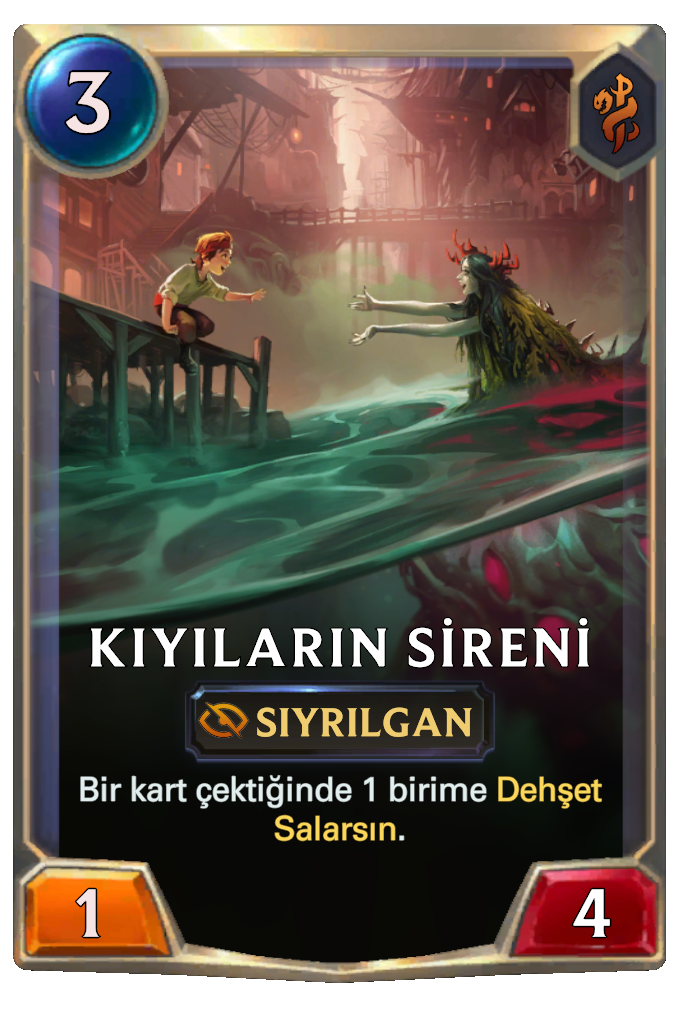 3
KIYILARIN SİRENİ
SIYRILGAN
Bir kart çektiğinde 1 birime Dehşet
Salarsın.
1
4